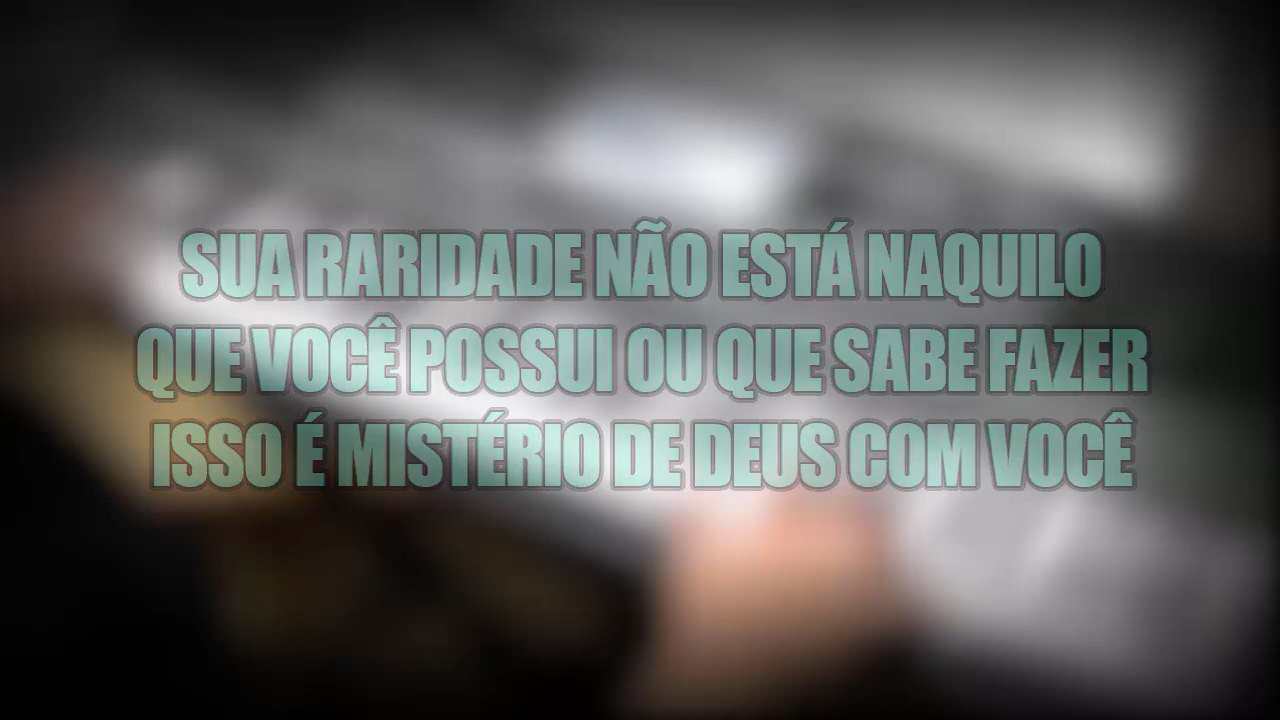 SUA RARIDADE NÃO ESTÁ NAQUILO
QUE VOCÊ POSSUI OU QUE SABE FAZER
ISSO É MISTÉRIO DE DEUS COM VOCÊ